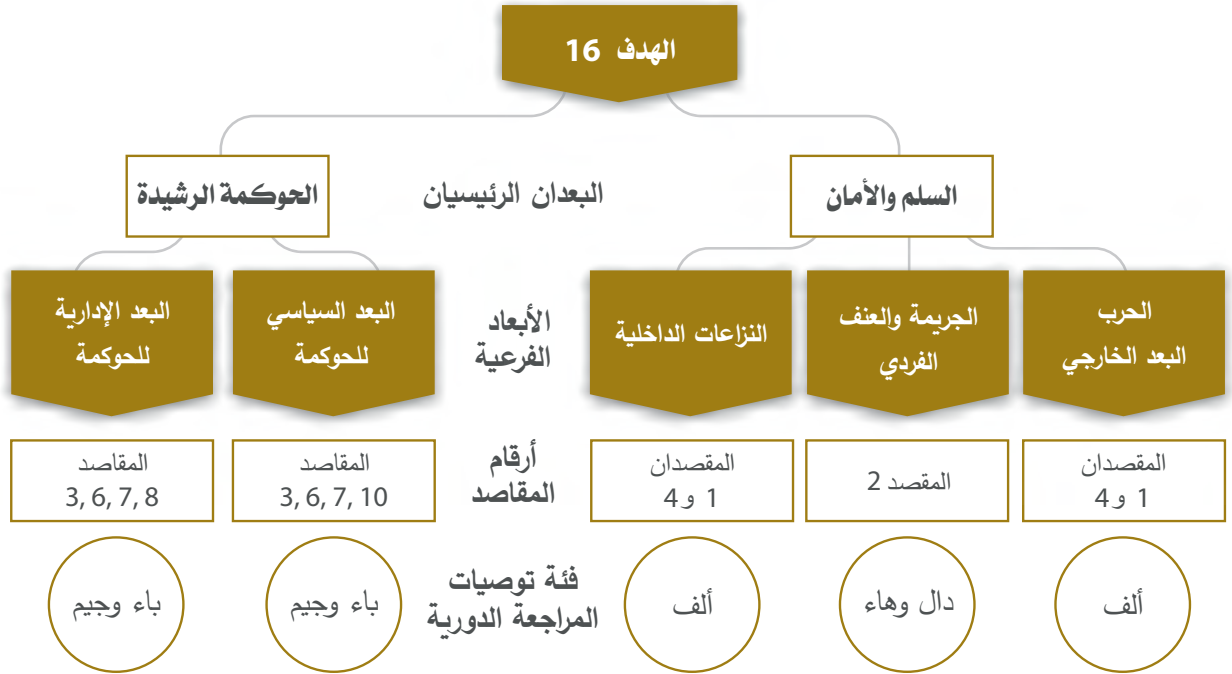 الهدف 16
السلم والأمان
البعدان الرئيسيان
الحوكمة الرشيدة
الحرب
البعد الخارجي
الجريمة والعنف
الفردي
النزاعات الداخلية
الأبعاد
الفرعية
البعد السياسي
للحوكمة
البعد الإدارية
للحوكمة
المقصدان
1 و4
المقصد 2
المقصدان
1 و4
أرقام
المقاصد
المقاصد
3, 6, 7, 10
المقاصد
3, 6, 7, 8
ألف
دال وهاء
ألف
فئة توصيات
المراجعة الدورية
باء وجيم
باء وجيم